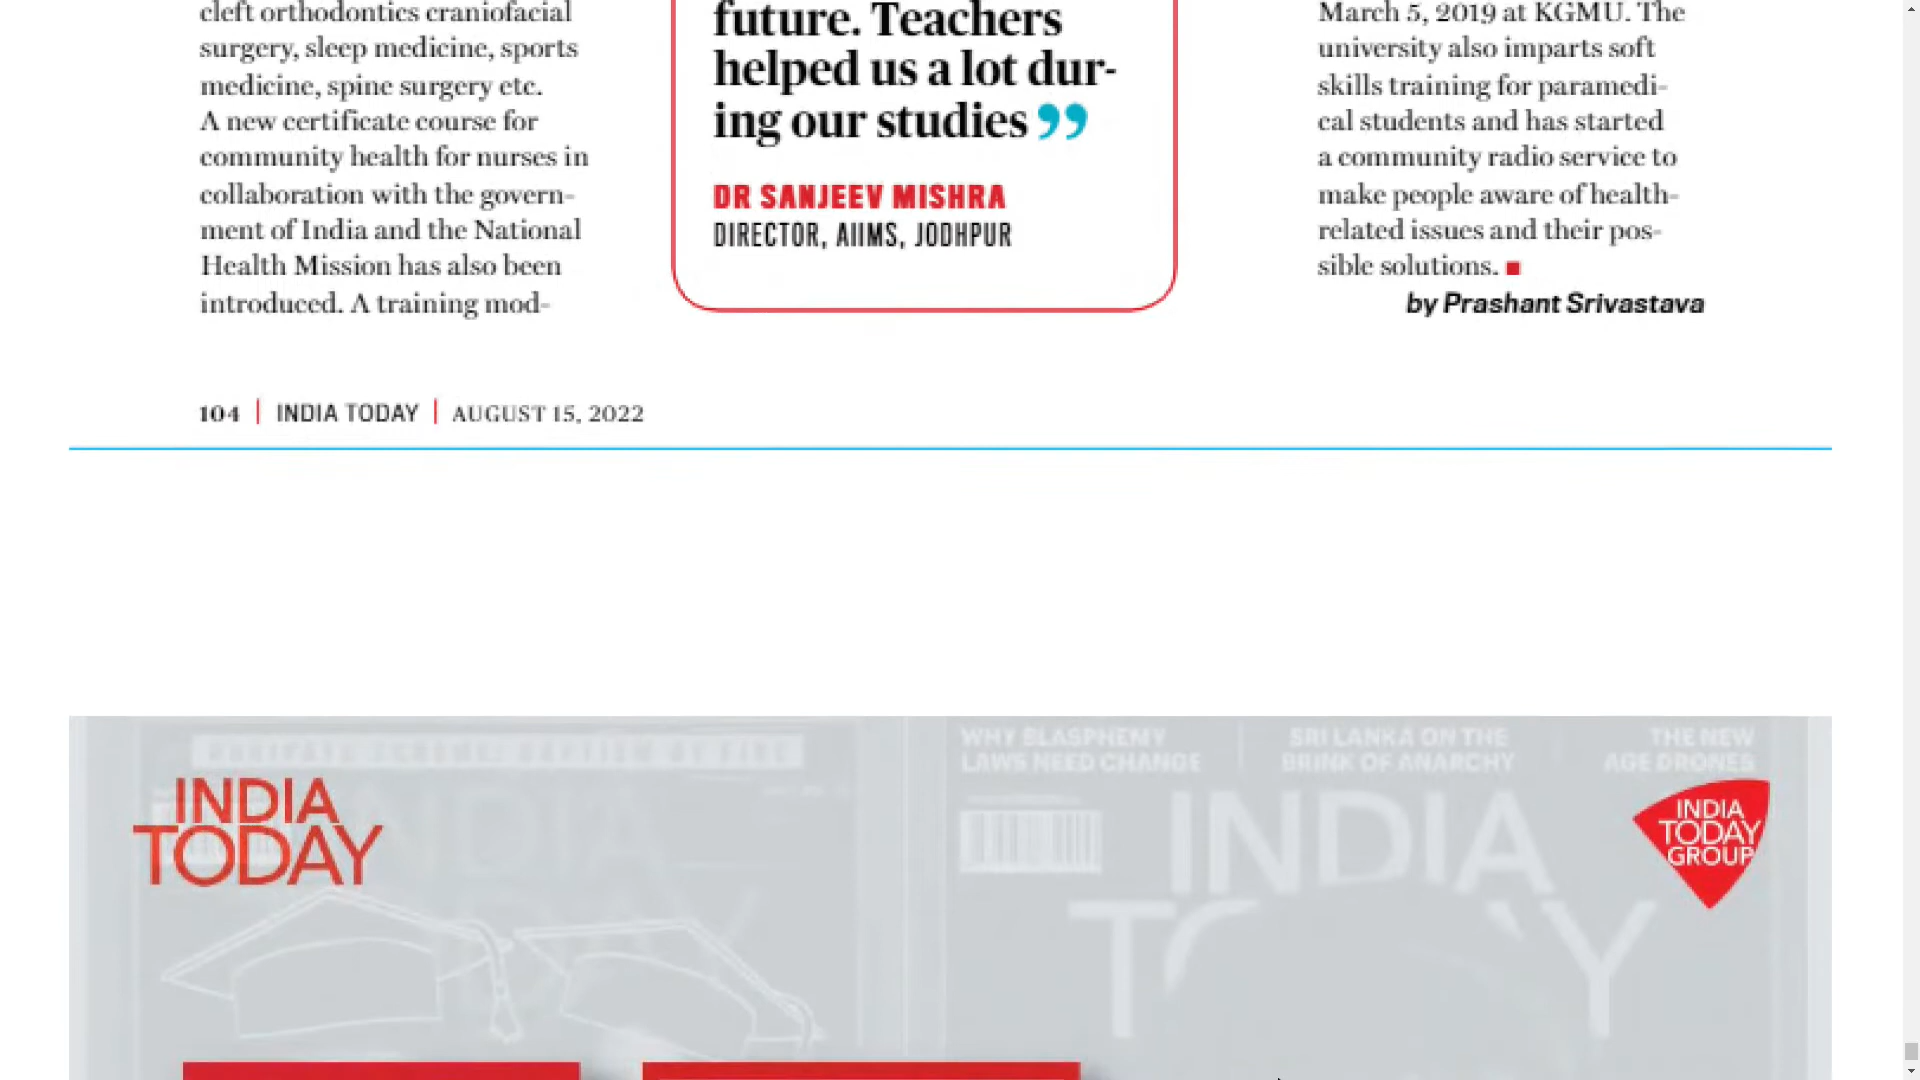 cleft orthodontics craniofacial
surgery, sleep medicine, sports
medicine, spine surgery etc.
A new certificate course for
community health for nurses in
collaboration with the govern-
ment of India and the National
Health Mission has also been
introduced. A training mod-
future. Teachers
helped us a lot dur-
ing our studies ”
DR SANJEEV MISHRA
DIRECTOR, AIIMS, JODHPUR
March 5, 2019 at KGMU. The
university also imparts soft
skills training for paramedi-
cal students and has started
a community radio service to
make people aware of health-
related issues and their pos-
sible solutions. ■
by Prashant Srivastava
104 | INDIA TODAY | AUGUST 15, 2022
WHY BLASPHEMY
LAWS NEED CHANGE
SRI LANKA ON THE
BRINK OF ANARCHY
THE NEW
AGE DRONES
INDIA
TODAY
INDIA
TODAY
INDIA
TODAY
GROUP